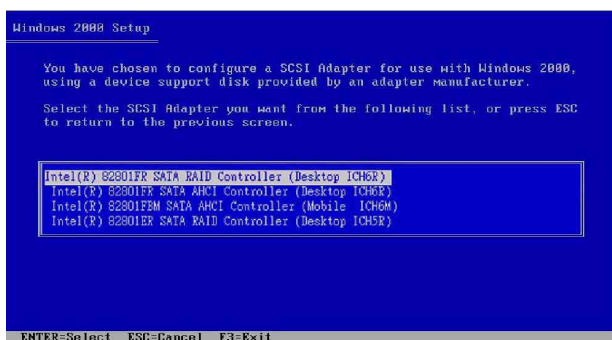 Windows 2000 Setup
You have chosen to configure a SCSI Adapter for use with Windows 2000,
using a device support disk provided by an adapter manufacturer.
Select the SCSI Adapter you want from the following list, or press ESC
to return to the previous screen.
Intel(R) 82801FR SATA RAID Controller (Desktop ICH6R)
Intel(R) 82801FR SATA AHCI Controller (Desktop ICH6R)
Intel(R) 82801FBM SATA AHCI Controller (Mobile  ICH6M)
Intel(R) 82801ER SATA RAID Controller (Desktop ICH5R)
ENTER=Select  ESC=Cancel  F3=Exit